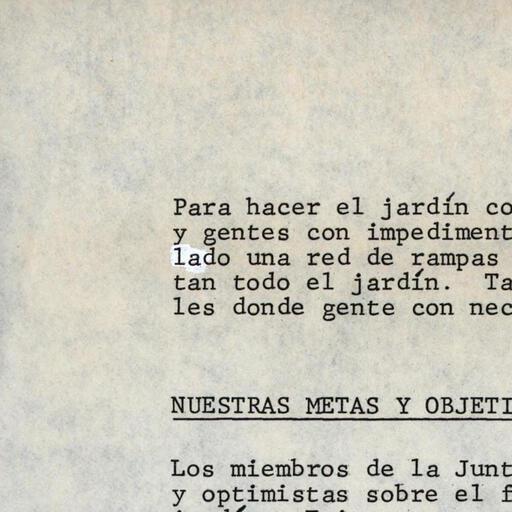 Para hacer el jardín co
y gentes con impediment
lado una red de rampas
tan todo el jardín.  Ta
les donde gente con nec
NUESTRAS METAS Y OBJETI
Los miembros de la Junt
y optimistas sobre el f